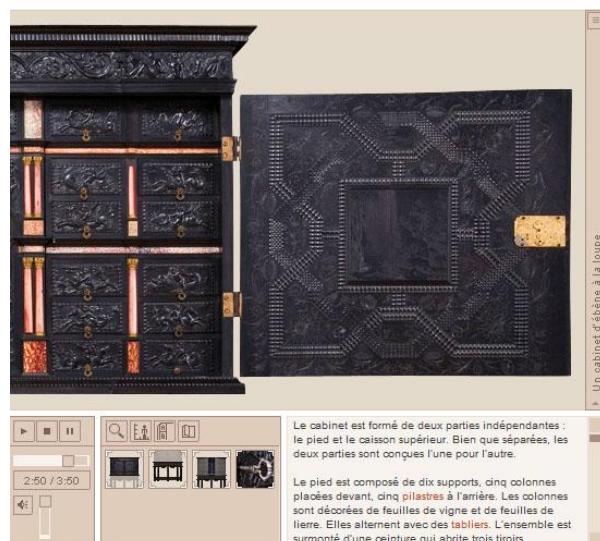 Un cabinet d'ébène à la loupe
2:50 / 3:50
Le cabinet est formé de deux parties indépendantes :
le pied et le caisson supérieur. Bien que séparées, les
deux parties sont conçues l'une pour l'autre.
Le pied est composé de dix supports, cinq colonnes
placées devant, cinq pilastres à l'arrière. Les colonnes
sont décorées de feuilles de vigne et de feuilles de
lierre. Elles alternent avec des tabliers. L'ensemble est
surmonté d'une ceinture qui abrite trois tiroirs